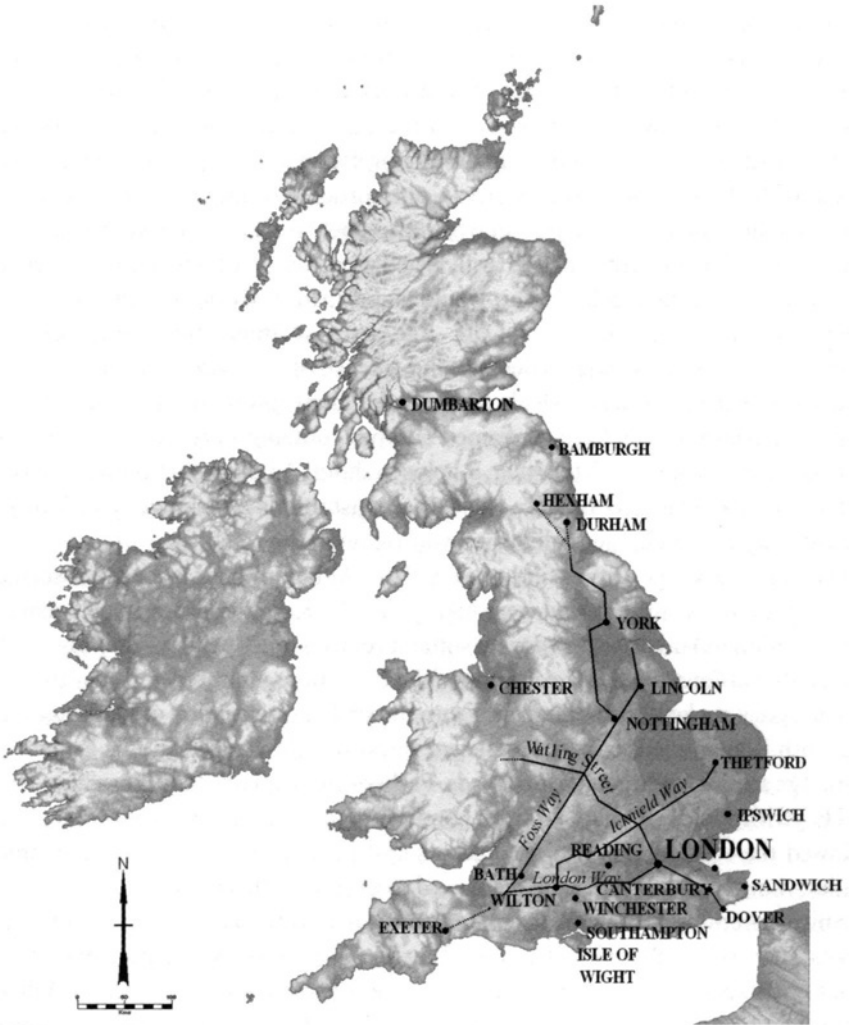 DUMBARTON
BAMBURGH
HEXHAM
DURHAM
YORK
CHESTER
LINCOLN
NOTTINGHAM
Watling Street
THETFORD
Foss Way
Icknield Way
IPSWICH
READING
LONDON
BATH
London Way
CANTERBURY
SANDWICH
WILTON
WINCHESTER
DOVER
EXETER
SOUTHAMPTON
ISLE OF
WIGHT
N